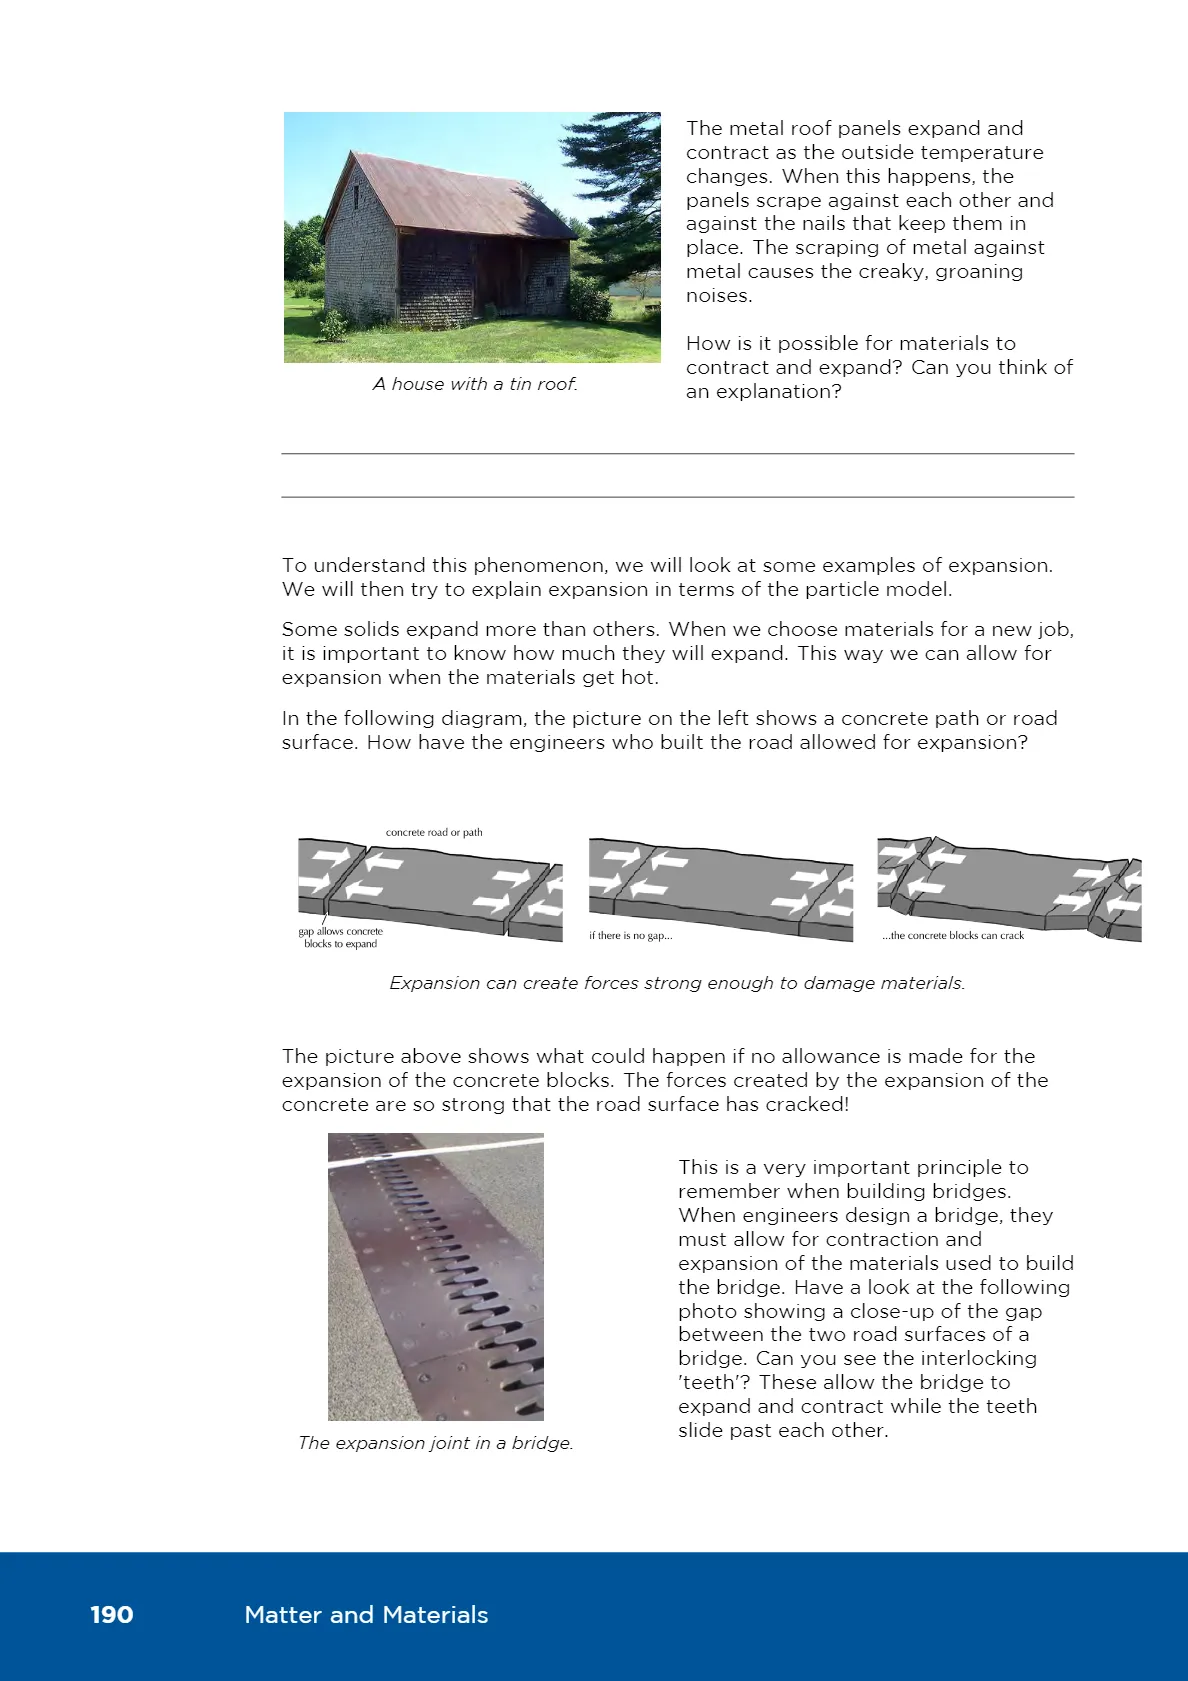 The metal roof panels expand and
contract as the outside temperature
changes. When this happens, the
panels scrape against each other and
against the nails that keep them in
place. The scraping of metal against
metal causes the creaky, groaning
noises.
How is it possible for materials to
contract and expand? Can you think of
an explanation?
A house with a tin roof.
To understand this phenomenon, we will look at some examples of expansion.
We will then try to explain expansion in terms of the particle model.
Some solids expand more than others. When we choose materials for a new job,
it is important to know how much they will expand. This way we can allow for
expansion when the materials get hot.
In the following diagram, the picture on the left shows a concrete path or road
surface. How have the engineers who built the road allowed for expansion?
concrete road or path
gap allows concrete
blocks to expand
if there is no gap...
...the concrete blocks can crack
Expansion can create forces strong enough to damage materials.
The picture above shows what could happen if no allowance is made for the
expansion of the concrete blocks. The forces created by the expansion of the
concrete are so strong that the road surface has cracked!
This is a very important principle to
remember when building bridges.
When engineers design a bridge, they
must allow for contraction and
expansion of the materials used to build
the bridge. Have a look at the following
photo showing a close-up of the gap
between the two road surfaces of a
bridge. Can you see the interlocking
'teeth'? These allow the bridge to
expand and contract while the teeth
slide past each other.
The expansion joint in a bridge.
190 Matter and Materials